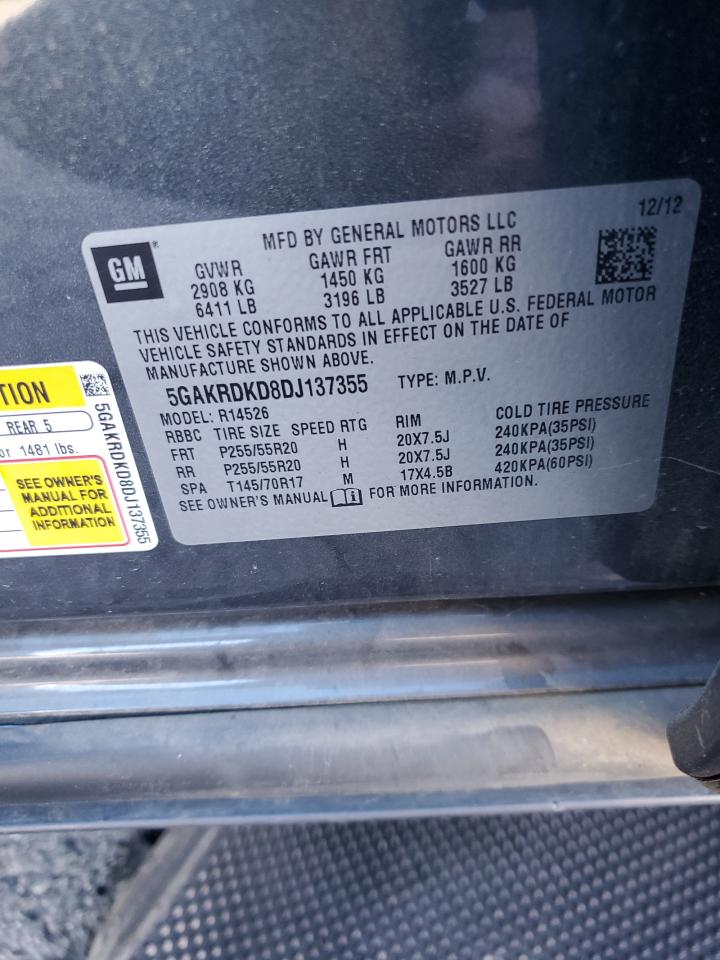 12/12
MFD BY GENERAL MOTORS LLC
GM®
GVWR GAWR FRT GAWR RR
2908 KG 1450 KG 1600 KG
6411 LB 3196 LB 3527 LB
THIS VEHICLE CONFORMS TO ALL APPLICABLE U.S. FEDERAL MOTOR
VEHICLE SAFETY STANDARDS IN EFFECT ON THE DATE OF
MANUFACTURE SHOWN ABOVE.
5GAKRDKD8DJ137355 TYPE: M.P.V.
MODEL: R14526
RBBC TIRE SIZE SPEED RTG RIM COLD TIRE PRESSURE
FRT P255/55R20 H 20X7.5J 240KPA(35PSI)
RR P255/55R20 H 20X7.5J 240KPA(35PSI)
SPA T145/70R17 M 17X4.5B 420KPA(60PSI)
SEE OWNER'S MANUAL i FOR MORE INFORMATION.
REAR 5
1481 lbs.
SEE OWNER'S
MANUAL FOR
ADDITIONAL
INFORMATION
5GAKRDKD8DJ137355